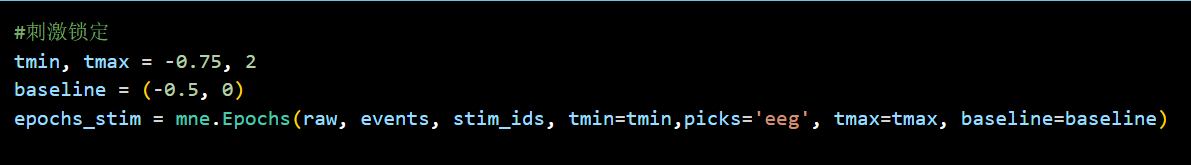 #刺激锁定
tmin, tmax = -0.75, 2
baseline = (-0.5, 0)
epochs_stim = mne.Epochs(raw, events, stim_ids, tmin=tmin,picks='eeg', tmax=tmax, baseline=baseline)